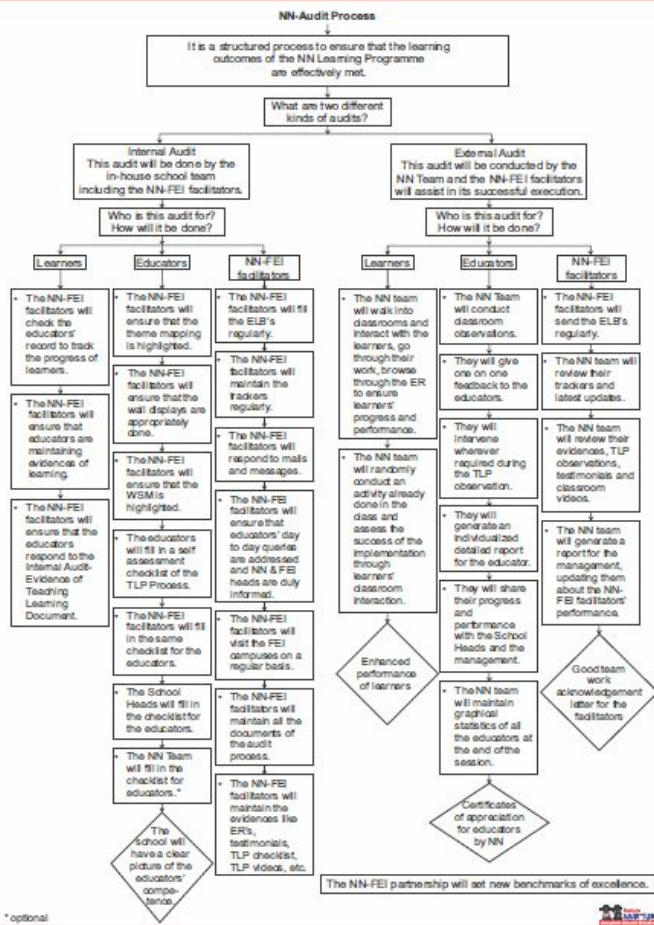 NN-Audit Process
It is a structured process to ensure that the learning
outcomes of the NN Learning Programme
are effectively met.
What are two different
kinds of audits?
Internal Audit
This audit will be done by the
in-house school team
including the NN-FEI facilitators.
Who is this audit for?
How will it be done?
Learners
• The NN-FEI
facilitators will
check the
educators'
record to track
the progress of
learners.
• The NN-FEI
facilitators will
ensure that
educators are
maintaining
evidences of
learning.
• The NN-FEI
facilitators will
ensure that the
educators
respond to the
Internal Audit-
Evidence of
Teaching
Learning
Document.
Educators
• The NN-FEI
facilitators will
ensure that the
theme mapping
is highlighted.
• The NN-FEI
facilitators will
ensure that the
wall displays are
appropriately
done.
• The NN-FEI
facilitators will
ensure that the
WSM is
highlighted.
• The educators
will fill in a self
assessment
checklist of the
TLP Process.
• The NN-FEI
facilitators will fill
in the same
checklist for the
educators.
• The School
Heads will fill in
the checklist for
the educators.
• The NN Team
will fill in the
checklist for
educators.*
The
school will
have a clear
picture of the
educators'
compe-
tence.
NN-FEI
facilitators
• The NN-FEI
facilitators will fill
the ELB's
regularly.
• The NN-FEI
facilitators will
maintain the
trackers
regularly.
• The NN-FEI
facilitators will
respond to mails
and messages.
• The NN-FEI
facilitators will
ensure that
educators' day
to day queries
are addressed
and NN & FEI
heads are duly
informed.
• The NN-FEI
facilitators will
visit the FEI
campuses on a
regular basis.
• The NN-FEI
facilitators will
maintain all the
documents of
the audit
process.
• The NN-FEI
facilitators will
maintain the
evidences like
ER's,
testimonials,
TLP checklist,
TLP videos, etc.
External Audit
This audit will be conducted by the
NN Team and the NN-FEI facilitators
will assist in its successful execution.
Who is this audit for?
How will it be done?
Learners
• The NN team
will walk into
classrooms and
interact with the
learners, go
through their
work, browse
through the ER
to ensure
learners'
progress and
performance.
• The NN team
will randomly
conduct an
activity already
done in the
class and
assess the
success of the
implementation
through
learners'
classroom
interaction.
Enhanced
performance
of learners
Educators
• The NN Team
will conduct
classroom
observations.
• They will give
one on one
feedback to the
educators.
• They will
intervene
wherever
required during
the TLP
observation.
• They will
generate an
individualized
detailed report
for the educator.
• They will share
their progress
and
performance
with the School
Heads and the
management.
• The NN team
will maintain
graphical
statistics of all
the educators at
the end of the
session.
Certificates
of appreciation
for educators
by NN
NN-FEI
facilitators
• The NN-FEI
facilitators will
send the ELB's
regularly.
• The NN team will
review their
trackers and
latest updates.
• The NN team
will review their
evidences, TLP
observations,
testimonials and
classroom
videos.
• The NN team
will generate a
report for the
management,
updating them
about the NN-
FEI facilitators'
performance.
Good team
work
acknowledgement
letter for the
facilitators
The NN-FEI partnership will set new benchmarks of excellence.
* optional